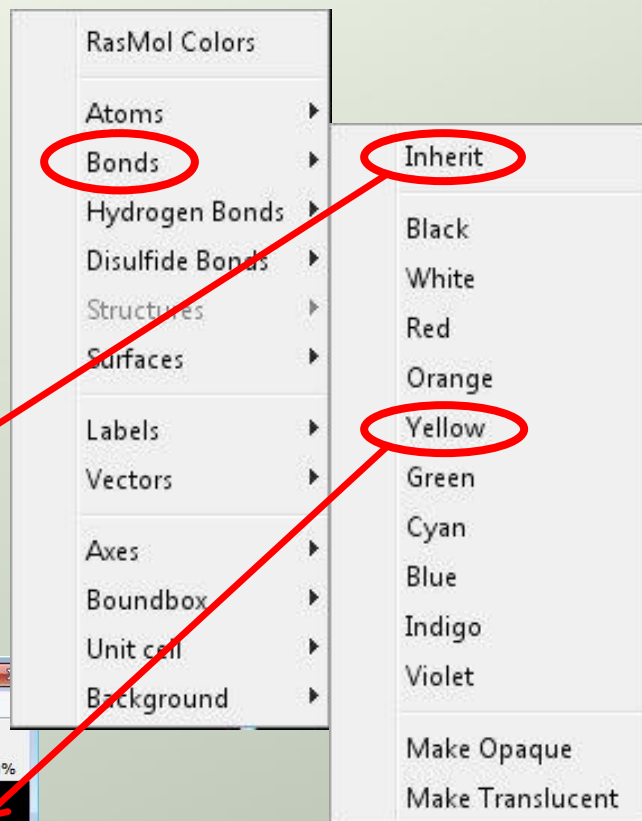 RasMol Colors
Atoms
Bonds
Hydrogen Bonds
Disulfide Bonds
Structures
Surfaces
Labels
Vectors
Axes
Boundbox
Unit cell
Background
Inherit
Black
White
Red
Orange
Yellow
Green
Cyan
Blue
Indigo
Violet
Make Opaque
Make Translucent
%